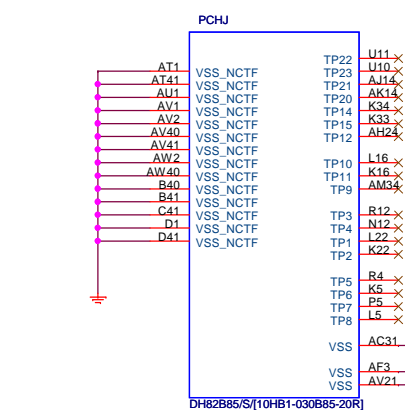 PCHJ
AT1 VSS_NCTF
AT41 VSS_NCTF
AU1 VSS_NCTF
AV1 VSS_NCTF
AV2 VSS_NCTF
AV40 VSS_NCTF
AV41 VSS_NCTF
AW2 VSS_NCTF
AW40 VSS_NCTF
B40 VSS_NCTF
B41 VSS_NCTF
C41 VSS_NCTF
D1 VSS_NCTF
D41 VSS_NCTF
TP22 U11
TP23 U10
TP21 AJ14
TP20 AK14
TP14 K34
TP15 K33
TP12 AH24
TP10 L16
TP11 K16
TP9 AM34
TP3 R12
TP4 N12
TP1 L22
TP2 K22
TP5 R4
TP6 K5
TP7 P5
TP8 L5
VSS AC31
VSS AF3
VSS AV21
DH82B85/S/[10HB1-030B85-20R]